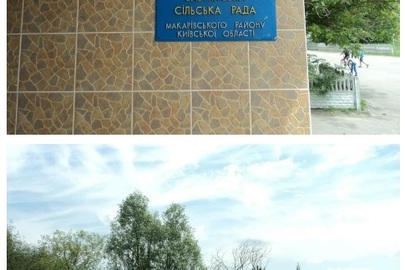 СІЛЬСЬКА РАДА
МАКАРІВСЬКОГО РАЙОНУ
КИЇВСЬКОЇ ОБЛАСТІ